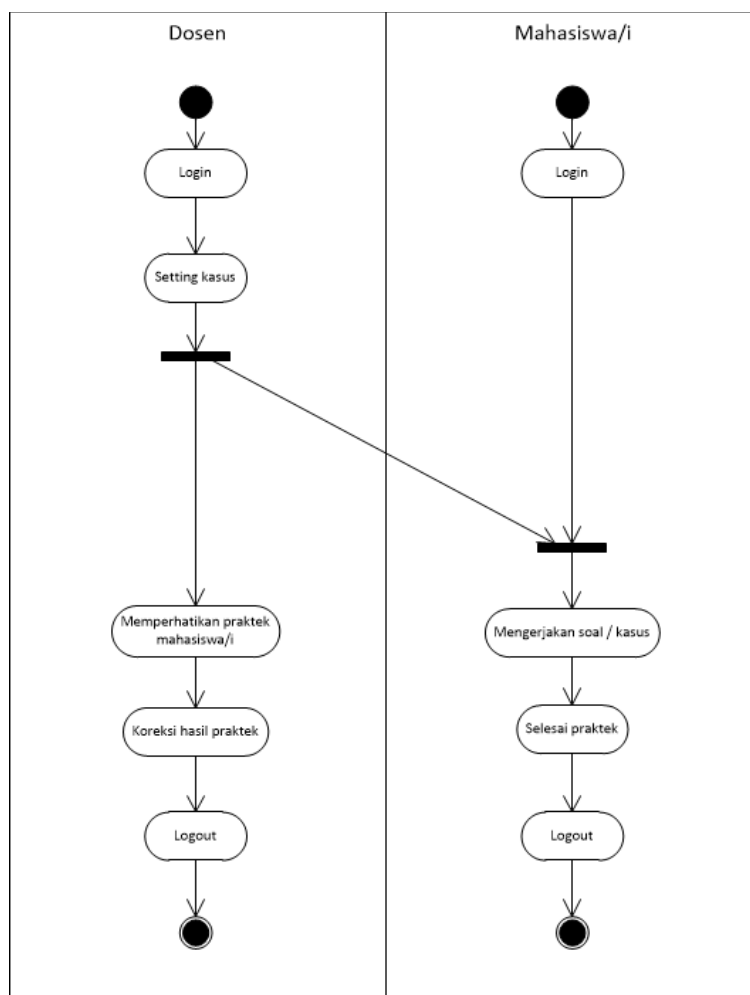 Dosen
Mahasiswa/i
Login
Login
Setting kasus
Memperhatikan praktek
mahasiswa/i
Mengerjakan soal / kasus
Koreksi hasil praktek
Selesai praktek
Logout
Logout